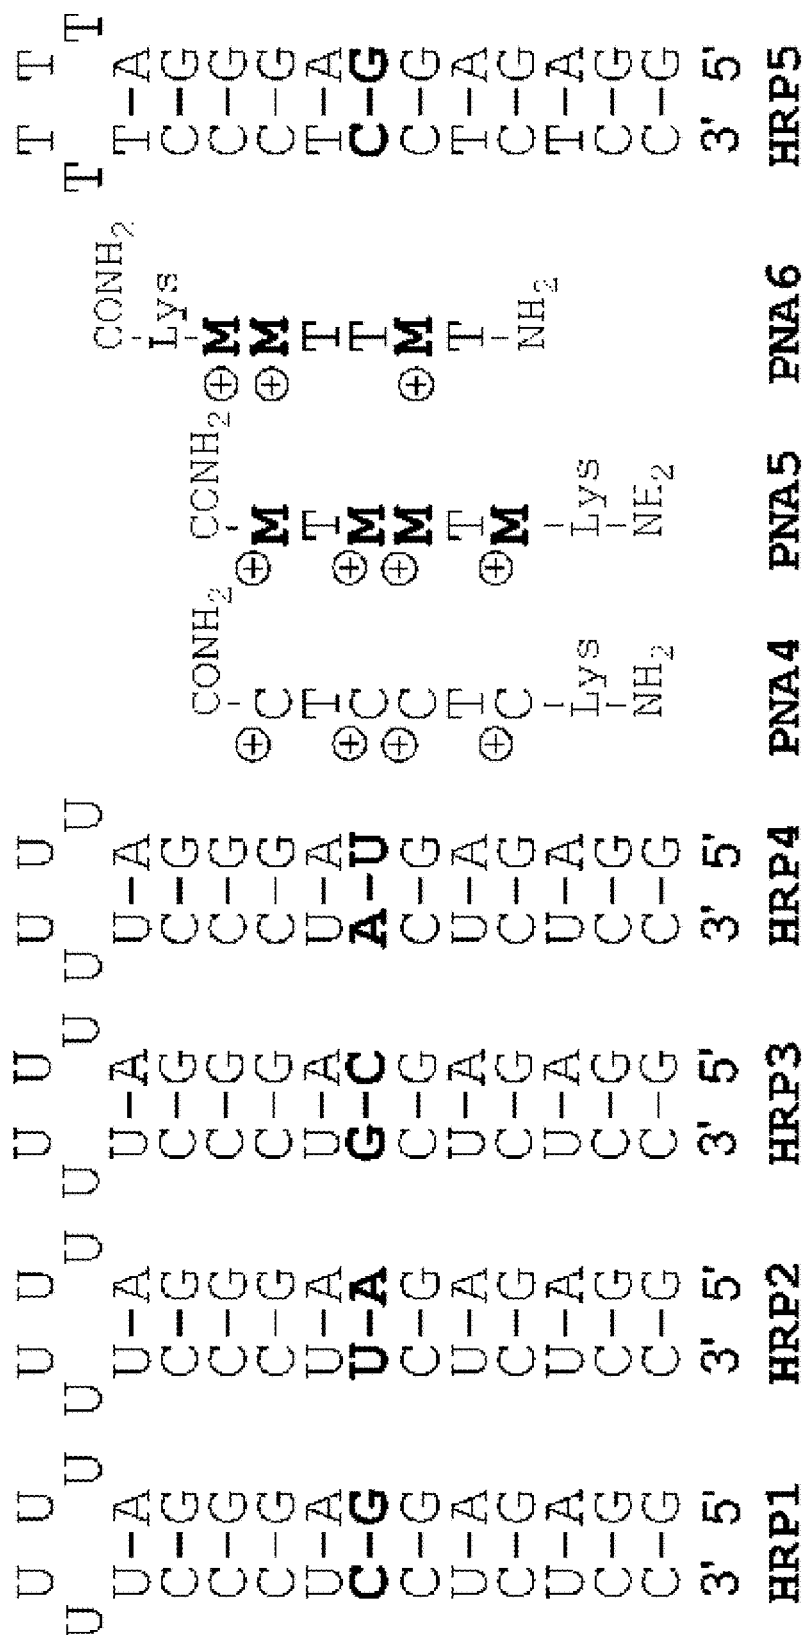 U U
U U
U-A
C-G
C-G
C-G
U-A
C-G
C-G
U-A
C-G
U-A
C-G
C-G
3' 5'
HRP1
U U
U U
U-A
C-G
C-G
C-G
U-A
U-A
C-G
U-A
C-G
U-A
C-G
C-G
3' 5'
HRP2
U U
U U
U-A
C-G
C-G
C-G
U-A
G-C
C-G
U-A
C-G
U-A
C-G
C-G
3' 5'
HRP3
U U
U U
U-A
C-G
C-G
C-G
U-A
A-U
C-G
U-A
C-G
U-A
C-G
C-G
3' 5'
HRP4
CONH₂
⊕C
T
⊕C
⊕C
T
⊕C
Lys
NH₂
PNA4
CCNH₂
⊕M
T
⊕M
⊕M
T
⊕M
Lys
NE₂
PNA5
CONH₂
Lys
⊕M
⊕M
T
T
⊕M
T
NH₂
PNA6
T T
T T
T-A
C-G
C-G
C-G
T-A
C-G
C-G
T-A
C-G
T-A
C-G
C-G
3' 5'
HRP5